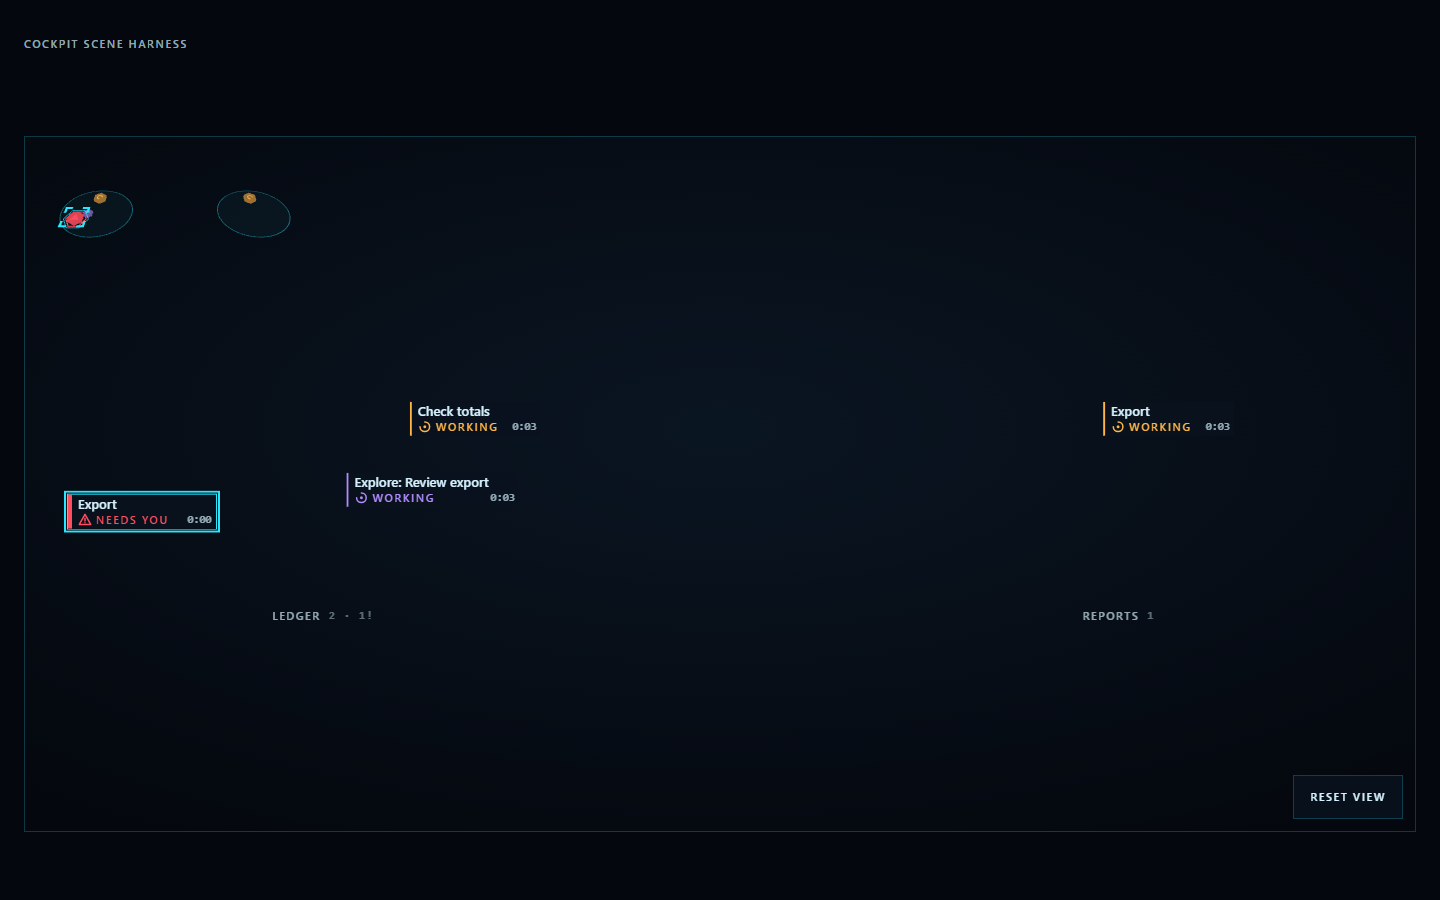 COCKPIT SCENE HARNESS
Check totals
WORKING 0:03
Export
WORKING 0:03
Explore: Review export
WORKING 0:03
Export
NEEDS YOU 0:00
LEDGER 2 - 1!
REPORTS 1
RESET VIEW